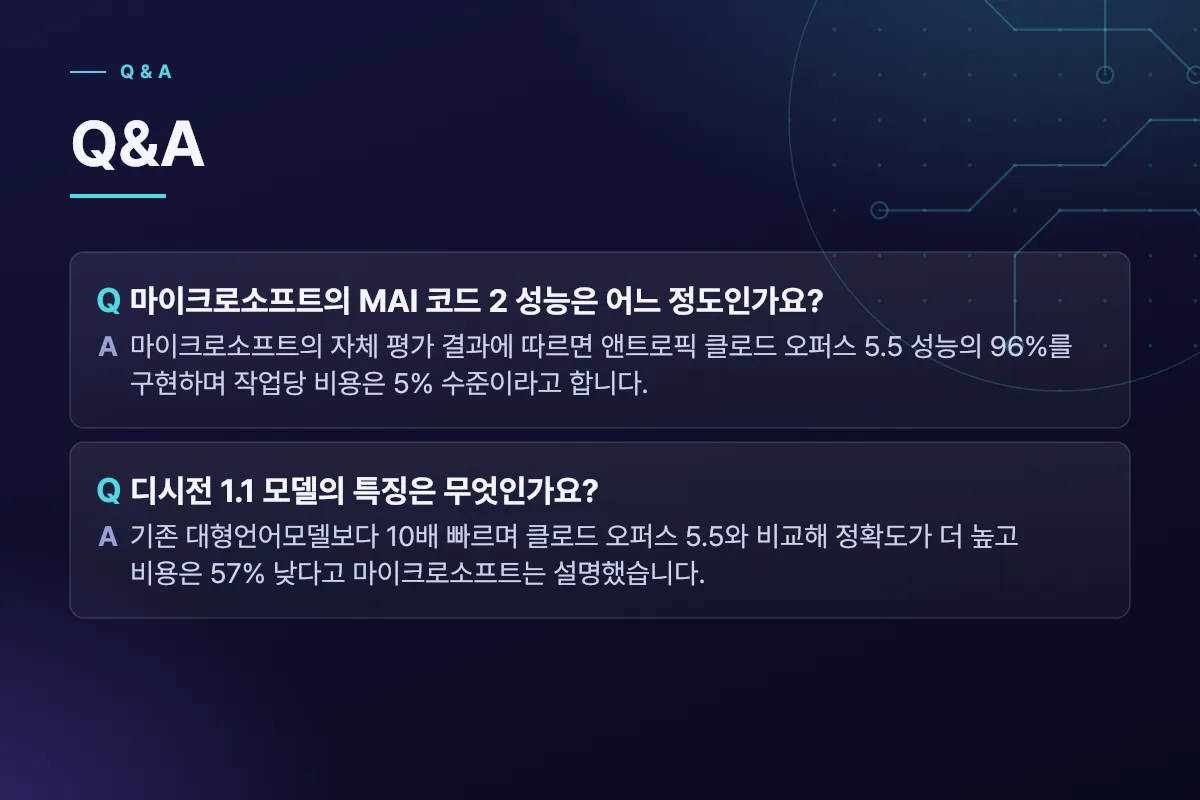 Q & A
Q&A
Q 마이크로소프트의 MAI 코드 2 성능은 어느 정도인가요?
A 마이크로소프트의 자체 평가 결과에 따르면 앤트로픽 클로드 오퍼스 5.5 성능의 96%를
구현하며 작업당 비용은 5% 수준이라고 합니다.
Q 디시전 1.1 모델의 특징은 무엇인가요?
A 기존 대형언어모델보다 10배 빠르며 클로드 오퍼스 5.5와 비교해 정확도가 더 높고
비용은 57% 낮다고 마이크로소프트는 설명했습니다.